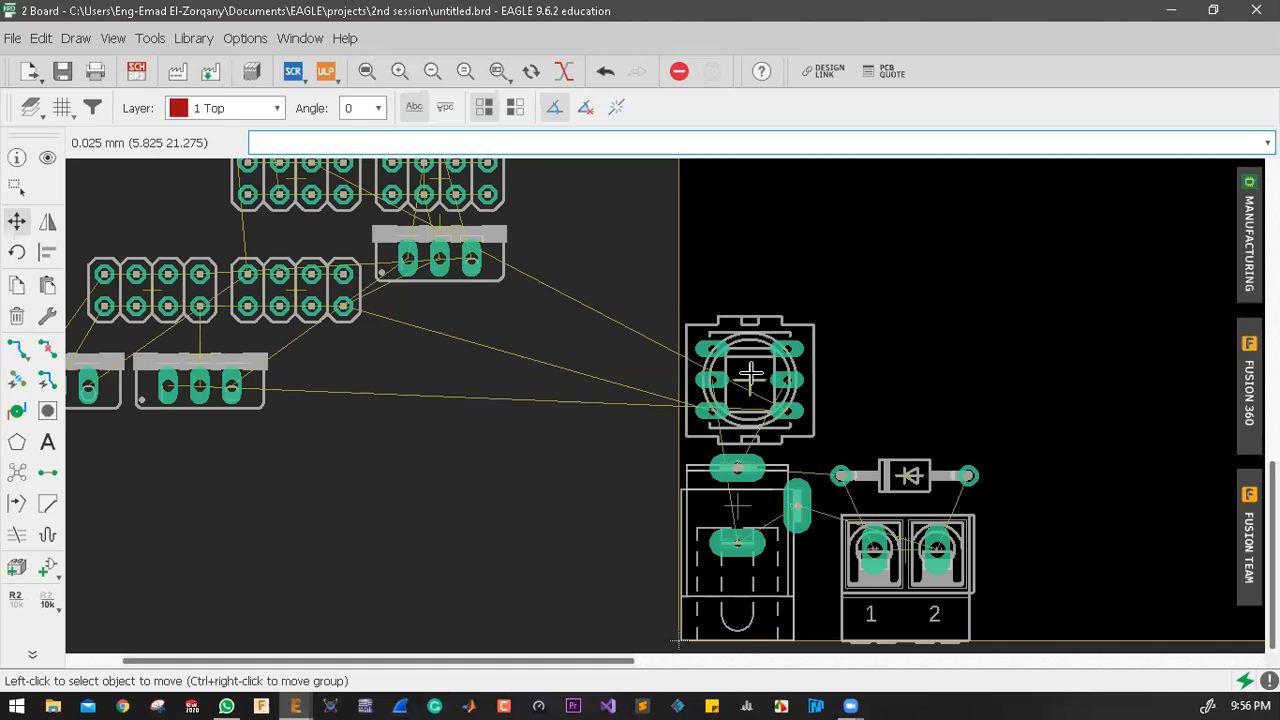 2 Board - C:\Users\Eng-Emad El-Zorqany\Documents\EAGLE\projects\2nd session\untitled.brd - EAGLE 9.6.2 education
File Edit Draw View Tools Library Options Window Help
SCH BRD SCR ULP DESIGN LINK PCB QUOTE
Layer: 1 Top Angle: 0 Abc
0.025 mm (5.825 21.275)
MANUFACTURING
FUSION 360
FUSION TEAM
R2 R2
10k 10k
1 2
Left-click to select object to move (Ctrl+right-click to move group)
9:56 PM